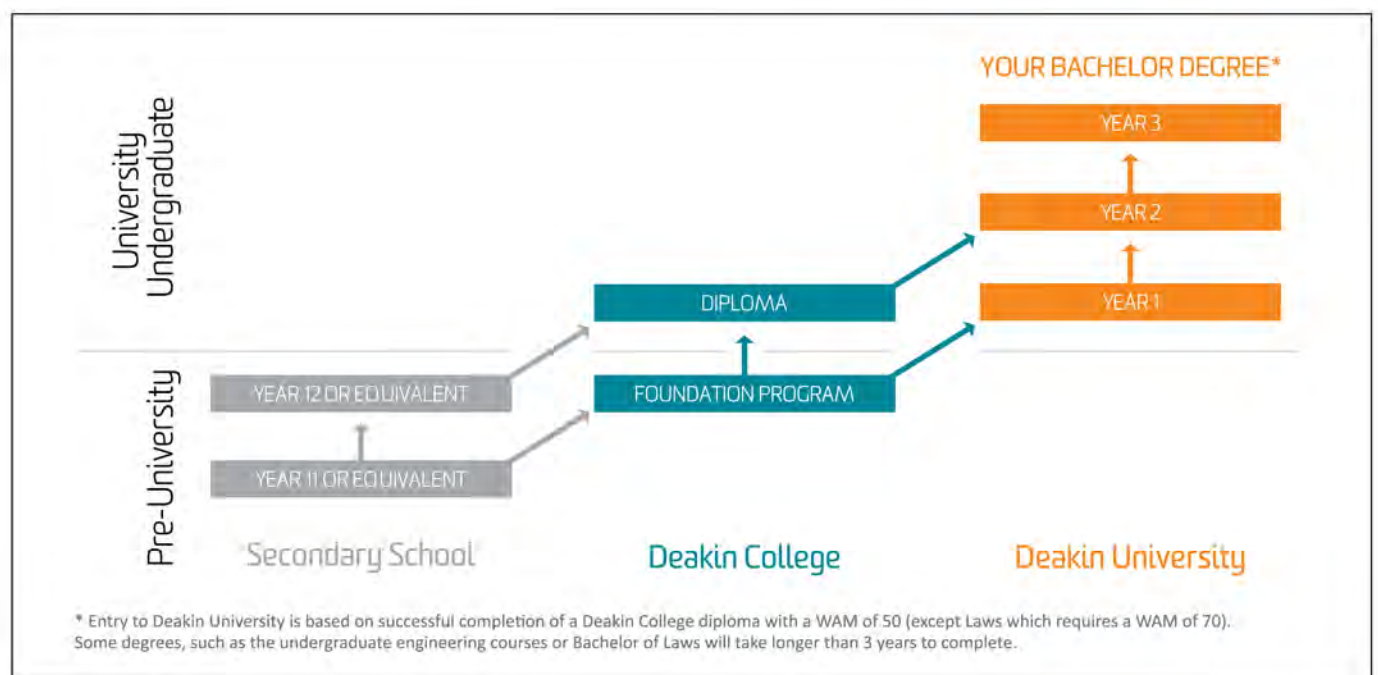 University
Undergraduate
YOUR BACHELOR DEGREE*
YEAR 3
YEAR 2
YEAR 1
DIPLOMA
Pre-University
YEAR 12 OR EQUIVALENT
FOUNDATION PROGRAM
YEAR 11 OR EQUIVALENT
Secondary School
Deakin College
Deakin University
* Entry to Deakin University is based on successful completion of a Deakin College diploma with a WAM of 50 (except Laws which requires a WAM of 70).
Some degrees, such as the undergraduate engineering courses or Bachelor of Laws will take longer than 3 years to complete.